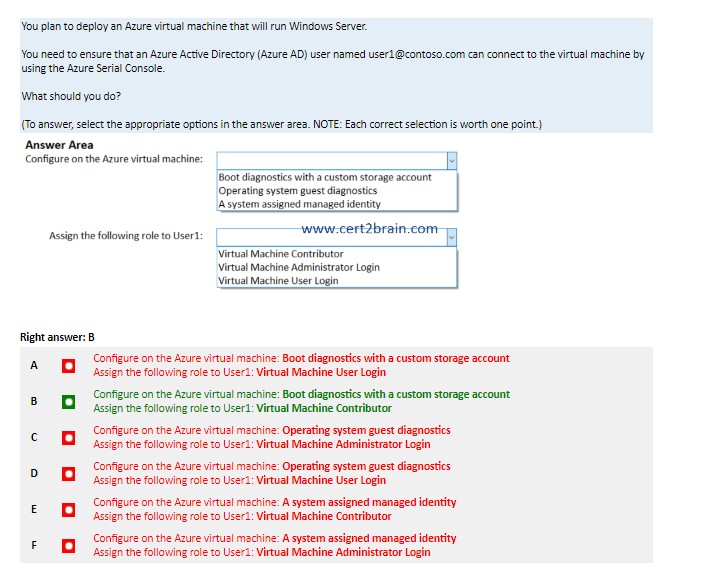 You plan to deploy an Azure virtual machine that will run Windows Server.
You need to ensure that an Azure Active Directory (Azure AD) user named user1@contoso.com can connect to the virtual machine by
using the Azure Serial Console.
What should you do?
(To answer, select the appropriate options in the answer area. NOTE: Each correct selection is worth one point.)
Answer Area
Configure on the Azure virtual machine:
Boot diagnostics with a custom storage account
Operating system guest diagnostics
A system assigned managed identity
www.cert2brain.com
Assign the following role to User1:
Virtual Machine Contributor
Virtual Machine Administrator Login
Virtual Machine User Login
Right answer: B
A
Configure on the Azure virtual machine: Boot diagnostics with a custom storage account
Assign the following role to User1: Virtual Machine User Login
B
Configure on the Azure virtual machine: Boot diagnostics with a custom storage account
Assign the following role to User1: Virtual Machine Contributor
C
Configure on the Azure virtual machine: Operating system guest diagnostics
Assign the following role to User1: Virtual Machine Administrator Login
D
Configure on the Azure virtual machine: Operating system guest diagnostics
Assign the following role to User1: Virtual Machine User Login
E
Configure on the Azure virtual machine: A system assigned managed identity
Assign the following role to User1: Virtual Machine Contributor
F
Configure on the Azure virtual machine: A system assigned managed identity
Assign the following role to User1: Virtual Machine Administrator Login